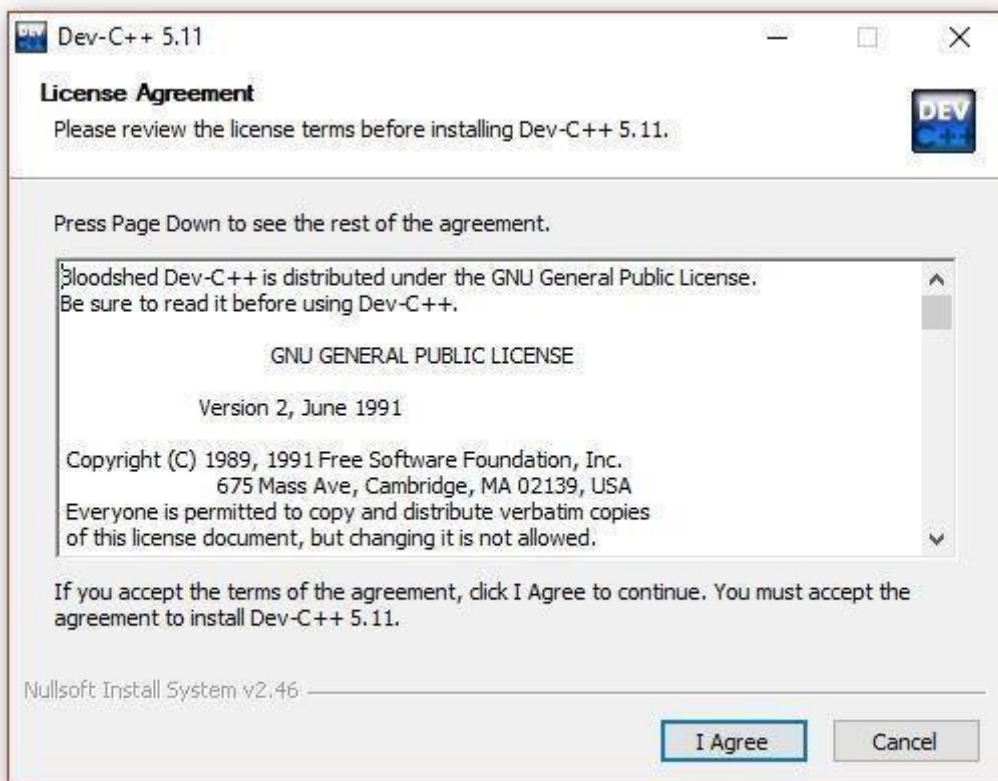 Dev-C++ 5.11
License Agreement
Please review the license terms before installing Dev-C++ 5.11.
DEV
C++
Press Page Down to see the rest of the agreement.
Bloodshed Dev-C++ is distributed under the GNU General Public License.
Be sure to read it before using Dev-C++.
GNU GENERAL PUBLIC LICENSE
Version 2, June 1991
Copyright (C) 1989, 1991 Free Software Foundation, Inc.
675 Mass Ave, Cambridge, MA 02139, USA
Everyone is permitted to copy and distribute verbatim copies
of this license document, but changing it is not allowed.
If you accept the terms of the agreement, click I Agree to continue. You must accept the
agreement to install Dev-C++ 5.11.
Nullsoft Install System v2.46
I Agree
Cancel